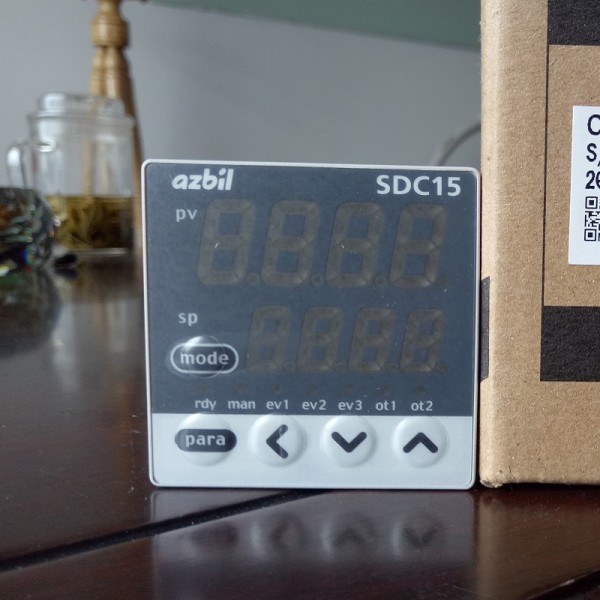 azbil SDC15
pv
sp
mode
rdy man ev1 ev2 ev3 ot1 ot2
para